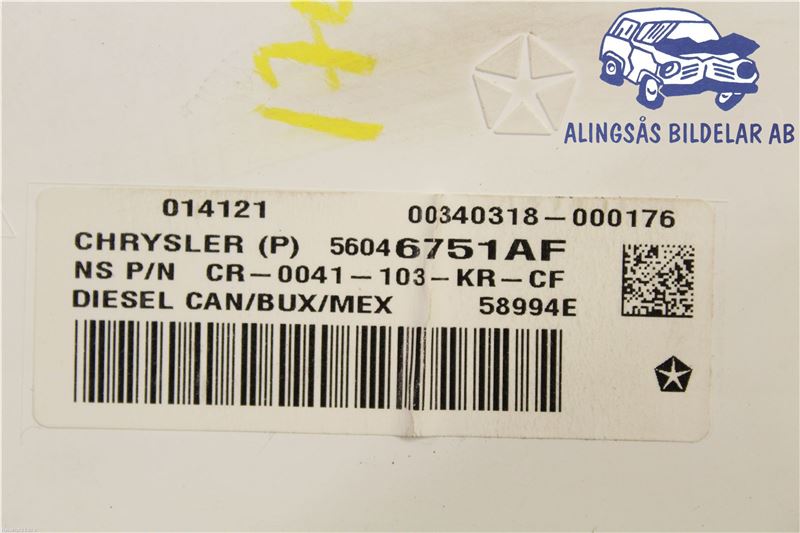 ALINGSÅS BILDELAR AB
014121 00340318-000176
CHRYSLER (P) 56046751AF
NS P/N CR-0041-103-KR-CF
DIESEL CAN/BUX/MEX 58994E